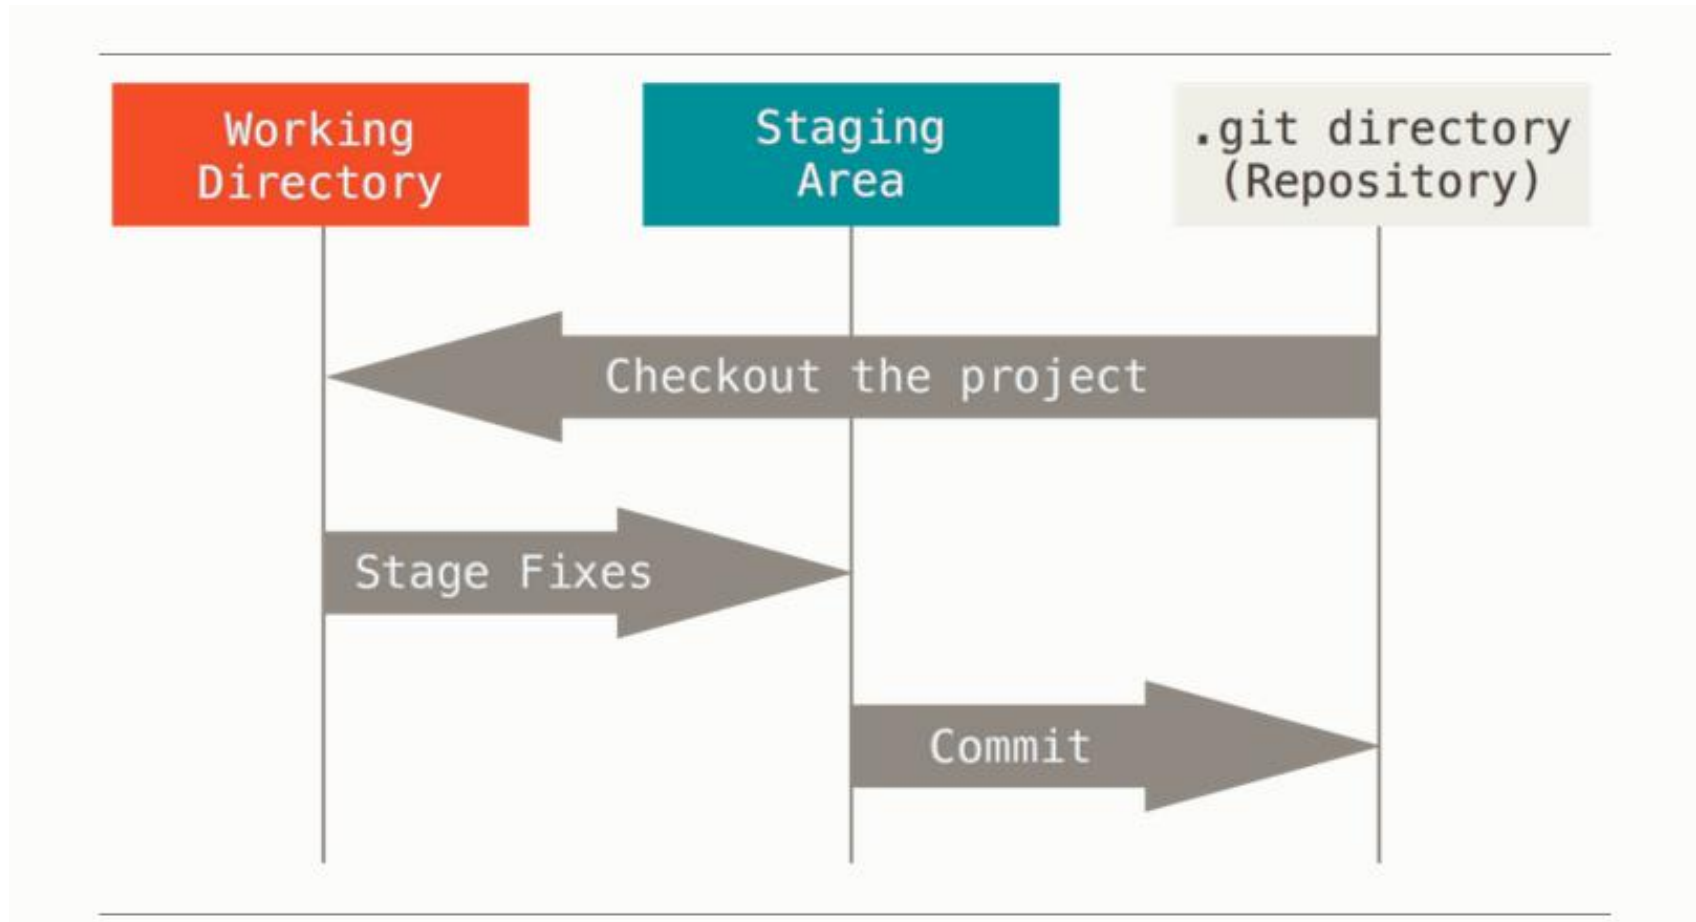 Working
Directory
Staging
Area
.git directory
(Repository)
Checkout the project
Stage Fixes
Commit